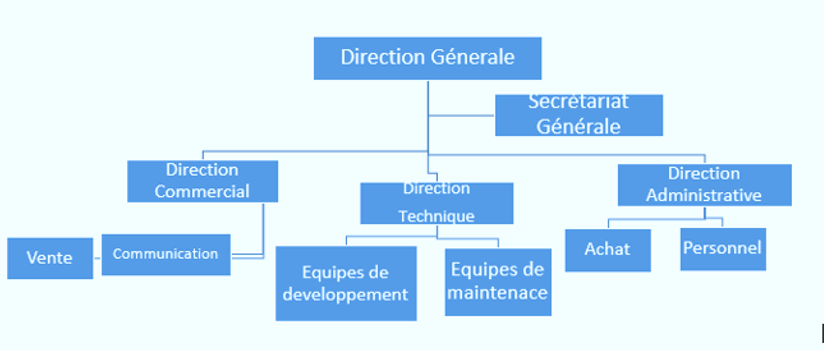 Direction Génerale
Secrétariat
Générale
Direction
Commercial
Direction
Technique
Direction
Administrative
Vente
Communication
Equipes de
developpement
Equipes de
maintenace
Achat
Personnel